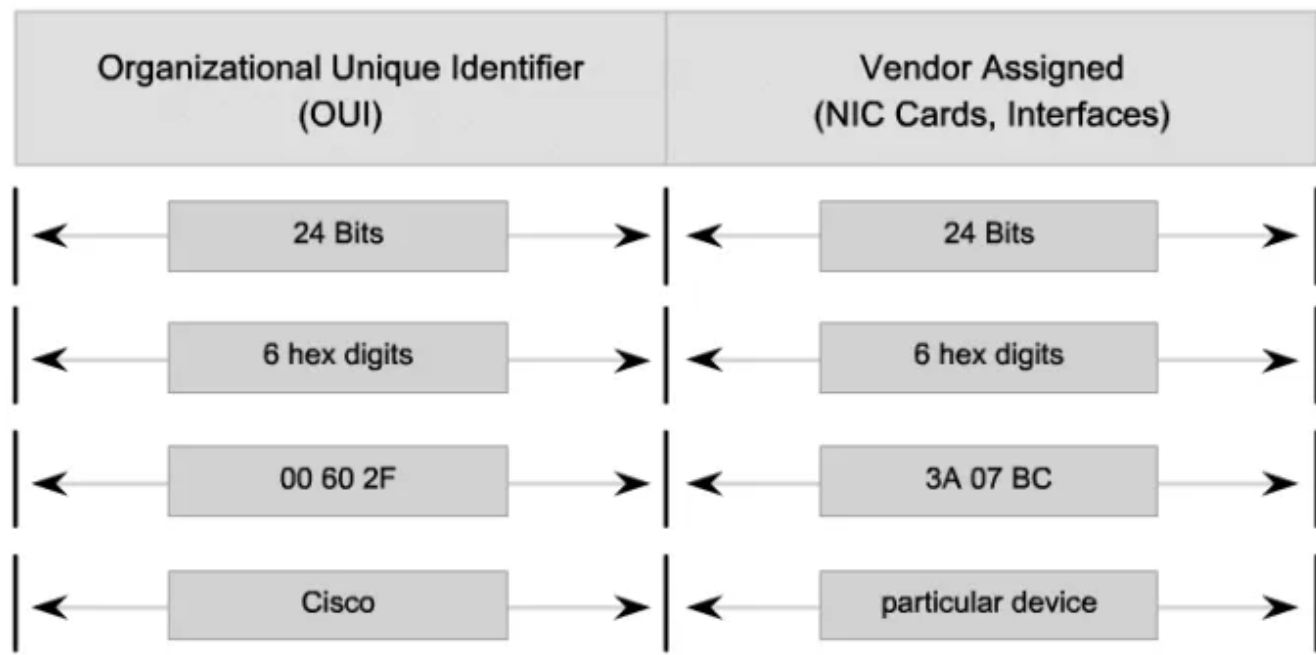 Organizational Unique Identifier
(OUI)
Vendor Assigned
(NIC Cards, Interfaces)
24 Bits
24 Bits
6 hex digits
6 hex digits
00 60 2F
3A 07 BC
Cisco
particular device